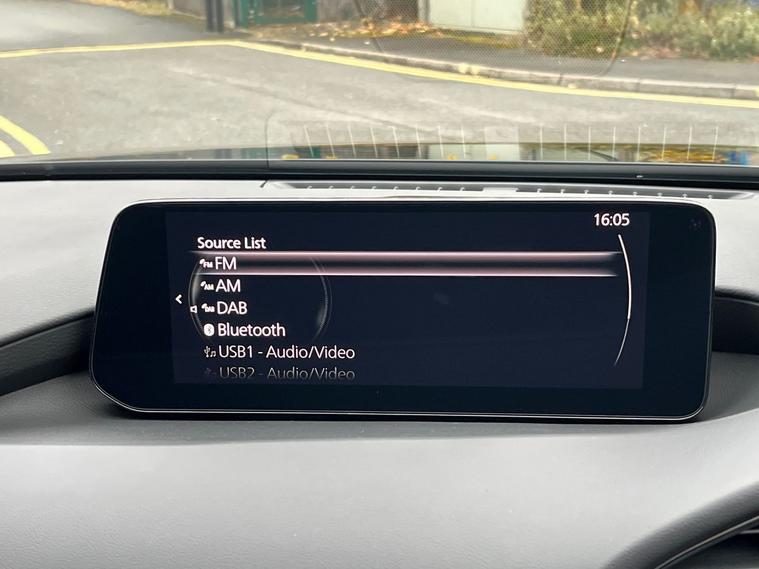 16:05
Source List
FM
AM
DAB
Bluetooth
USB1 - Audio/Video
USB2 - Audio/Video